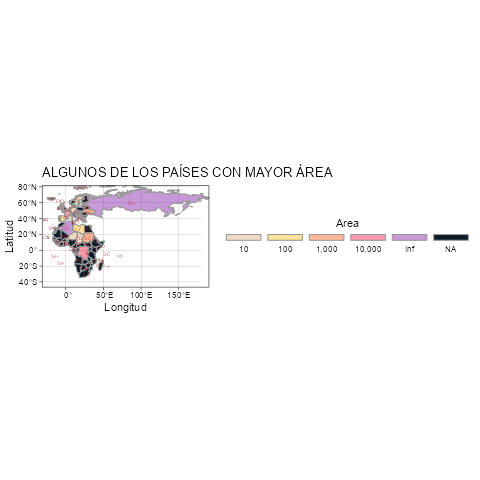 ALGUNOS DE LOS PAÍSES CON MAYOR ÁREA
80°N
60°N
40°N
20°N
0°
20°S
40°S
Latitud
0°
50°E
100°E
150°E
Longitud
Area
10
100
1,000
10,000
Inf
NA